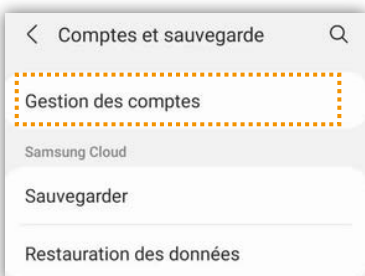 Comptes et sauvegarde
Gestion des comptes
Samsung Cloud
Sauvegarder
Restauration des données